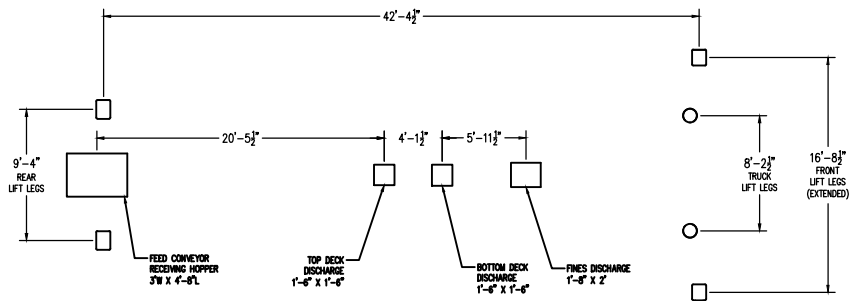 42'-4½"
20'-5½"
4'-1½"
5'-11½"
9'-4"
REAR
LIFT LEGS
8'-2½"
TRUCK
LIFT LEGS
16'-8½"
FRONT
LIFT LEGS
(EXTENDED)
FEED CONVEYOR
RECEIVING HOPPER
3'W X 4'-8"L
TOP DECK
DISCHARGE
1'-6" X 1'-6"
BOTTOM DECK
DISCHARGE
1'-6" X 1'-6"
FINES DISCHARGE
1'-8" X 2'